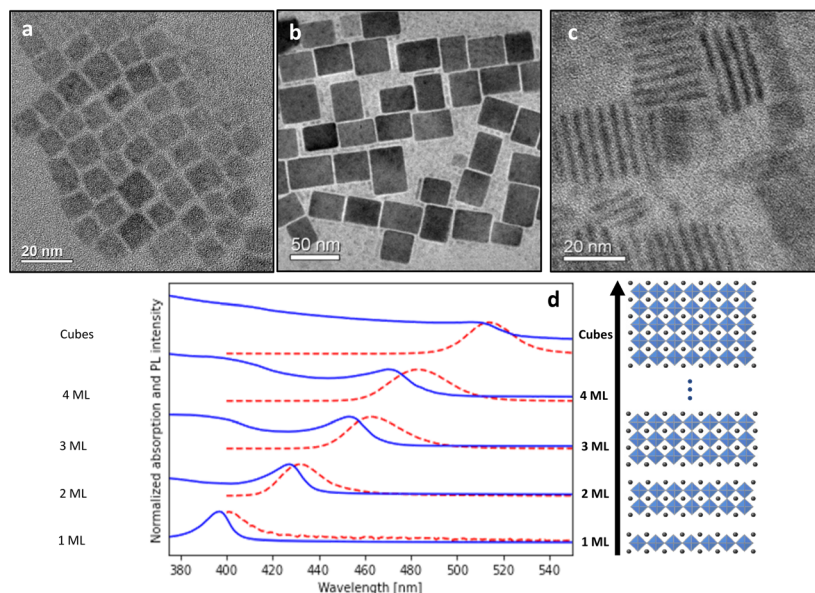 a
b
c
20 nm
50 nm
20 nm
d
Normalized absorption and PL intensity
Cubes
4 ML
3 ML
2 ML
1 ML
Cubes
4 ML
3 ML
2 ML
1 ML
380 400 420 440 460 480 500 520 540
Wavelength [nm]